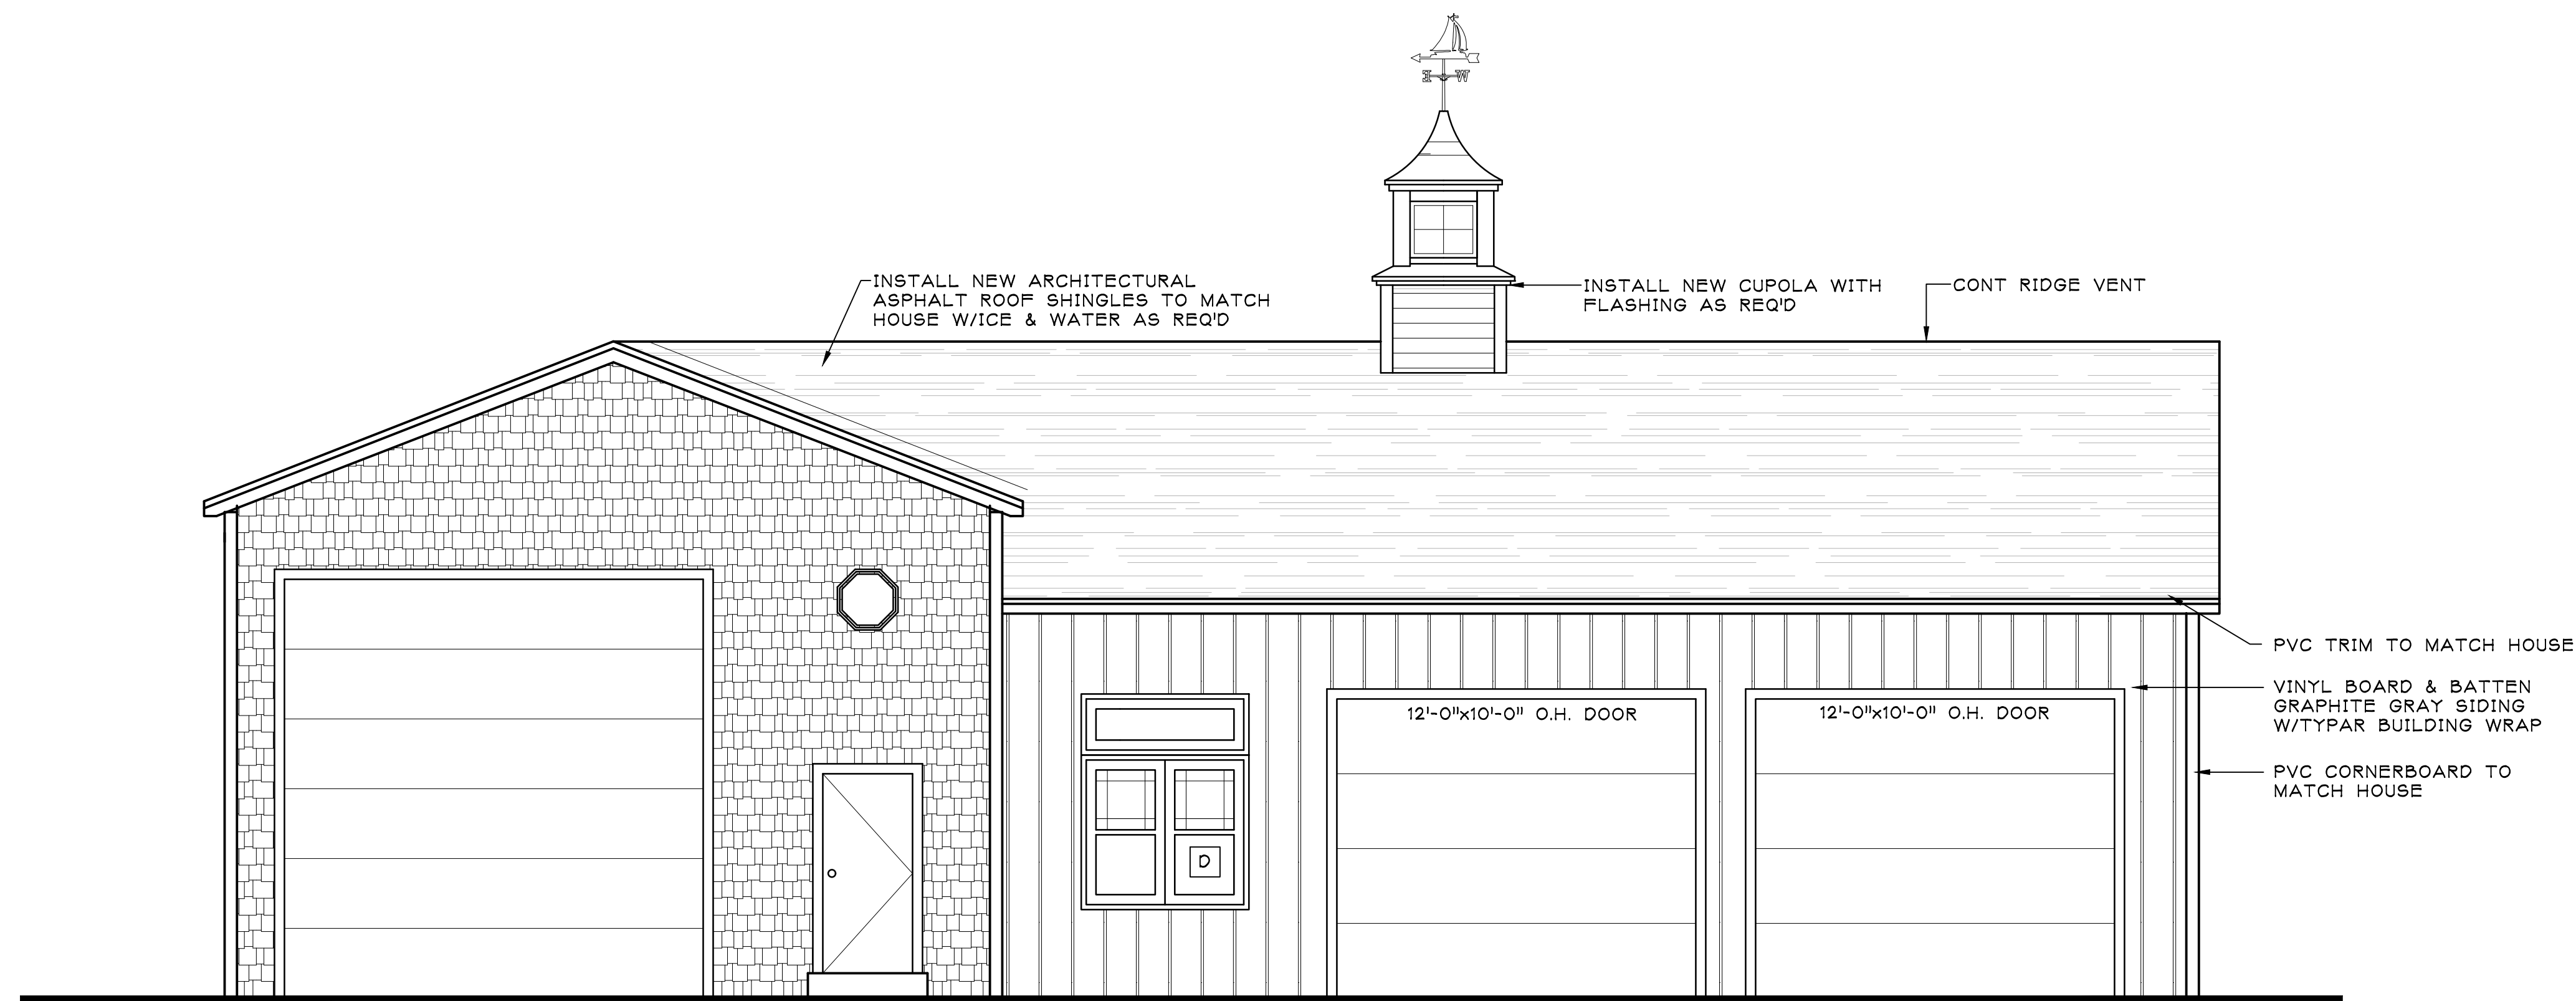 E W
INSTALL NEW ARCHITECTURAL
ASPHALT ROOF SHINGLES TO MATCH
HOUSE W/ICE & WATER AS REQ'D
INSTALL NEW CUPOLA WITH
FLASHING AS REQ'D
CONT RIDGE VENT
PVC TRIM TO MATCH HOUSE
VINYL BOARD & BATTEN
GRAPHITE GRAY SIDING
W/TYPAR BUILDING WRAP
PVC CORNERBOARD TO
MATCH HOUSE
12'-0"x10'-0" O.H. DOOR
12'-0"x10'-0" O.H. DOOR
D